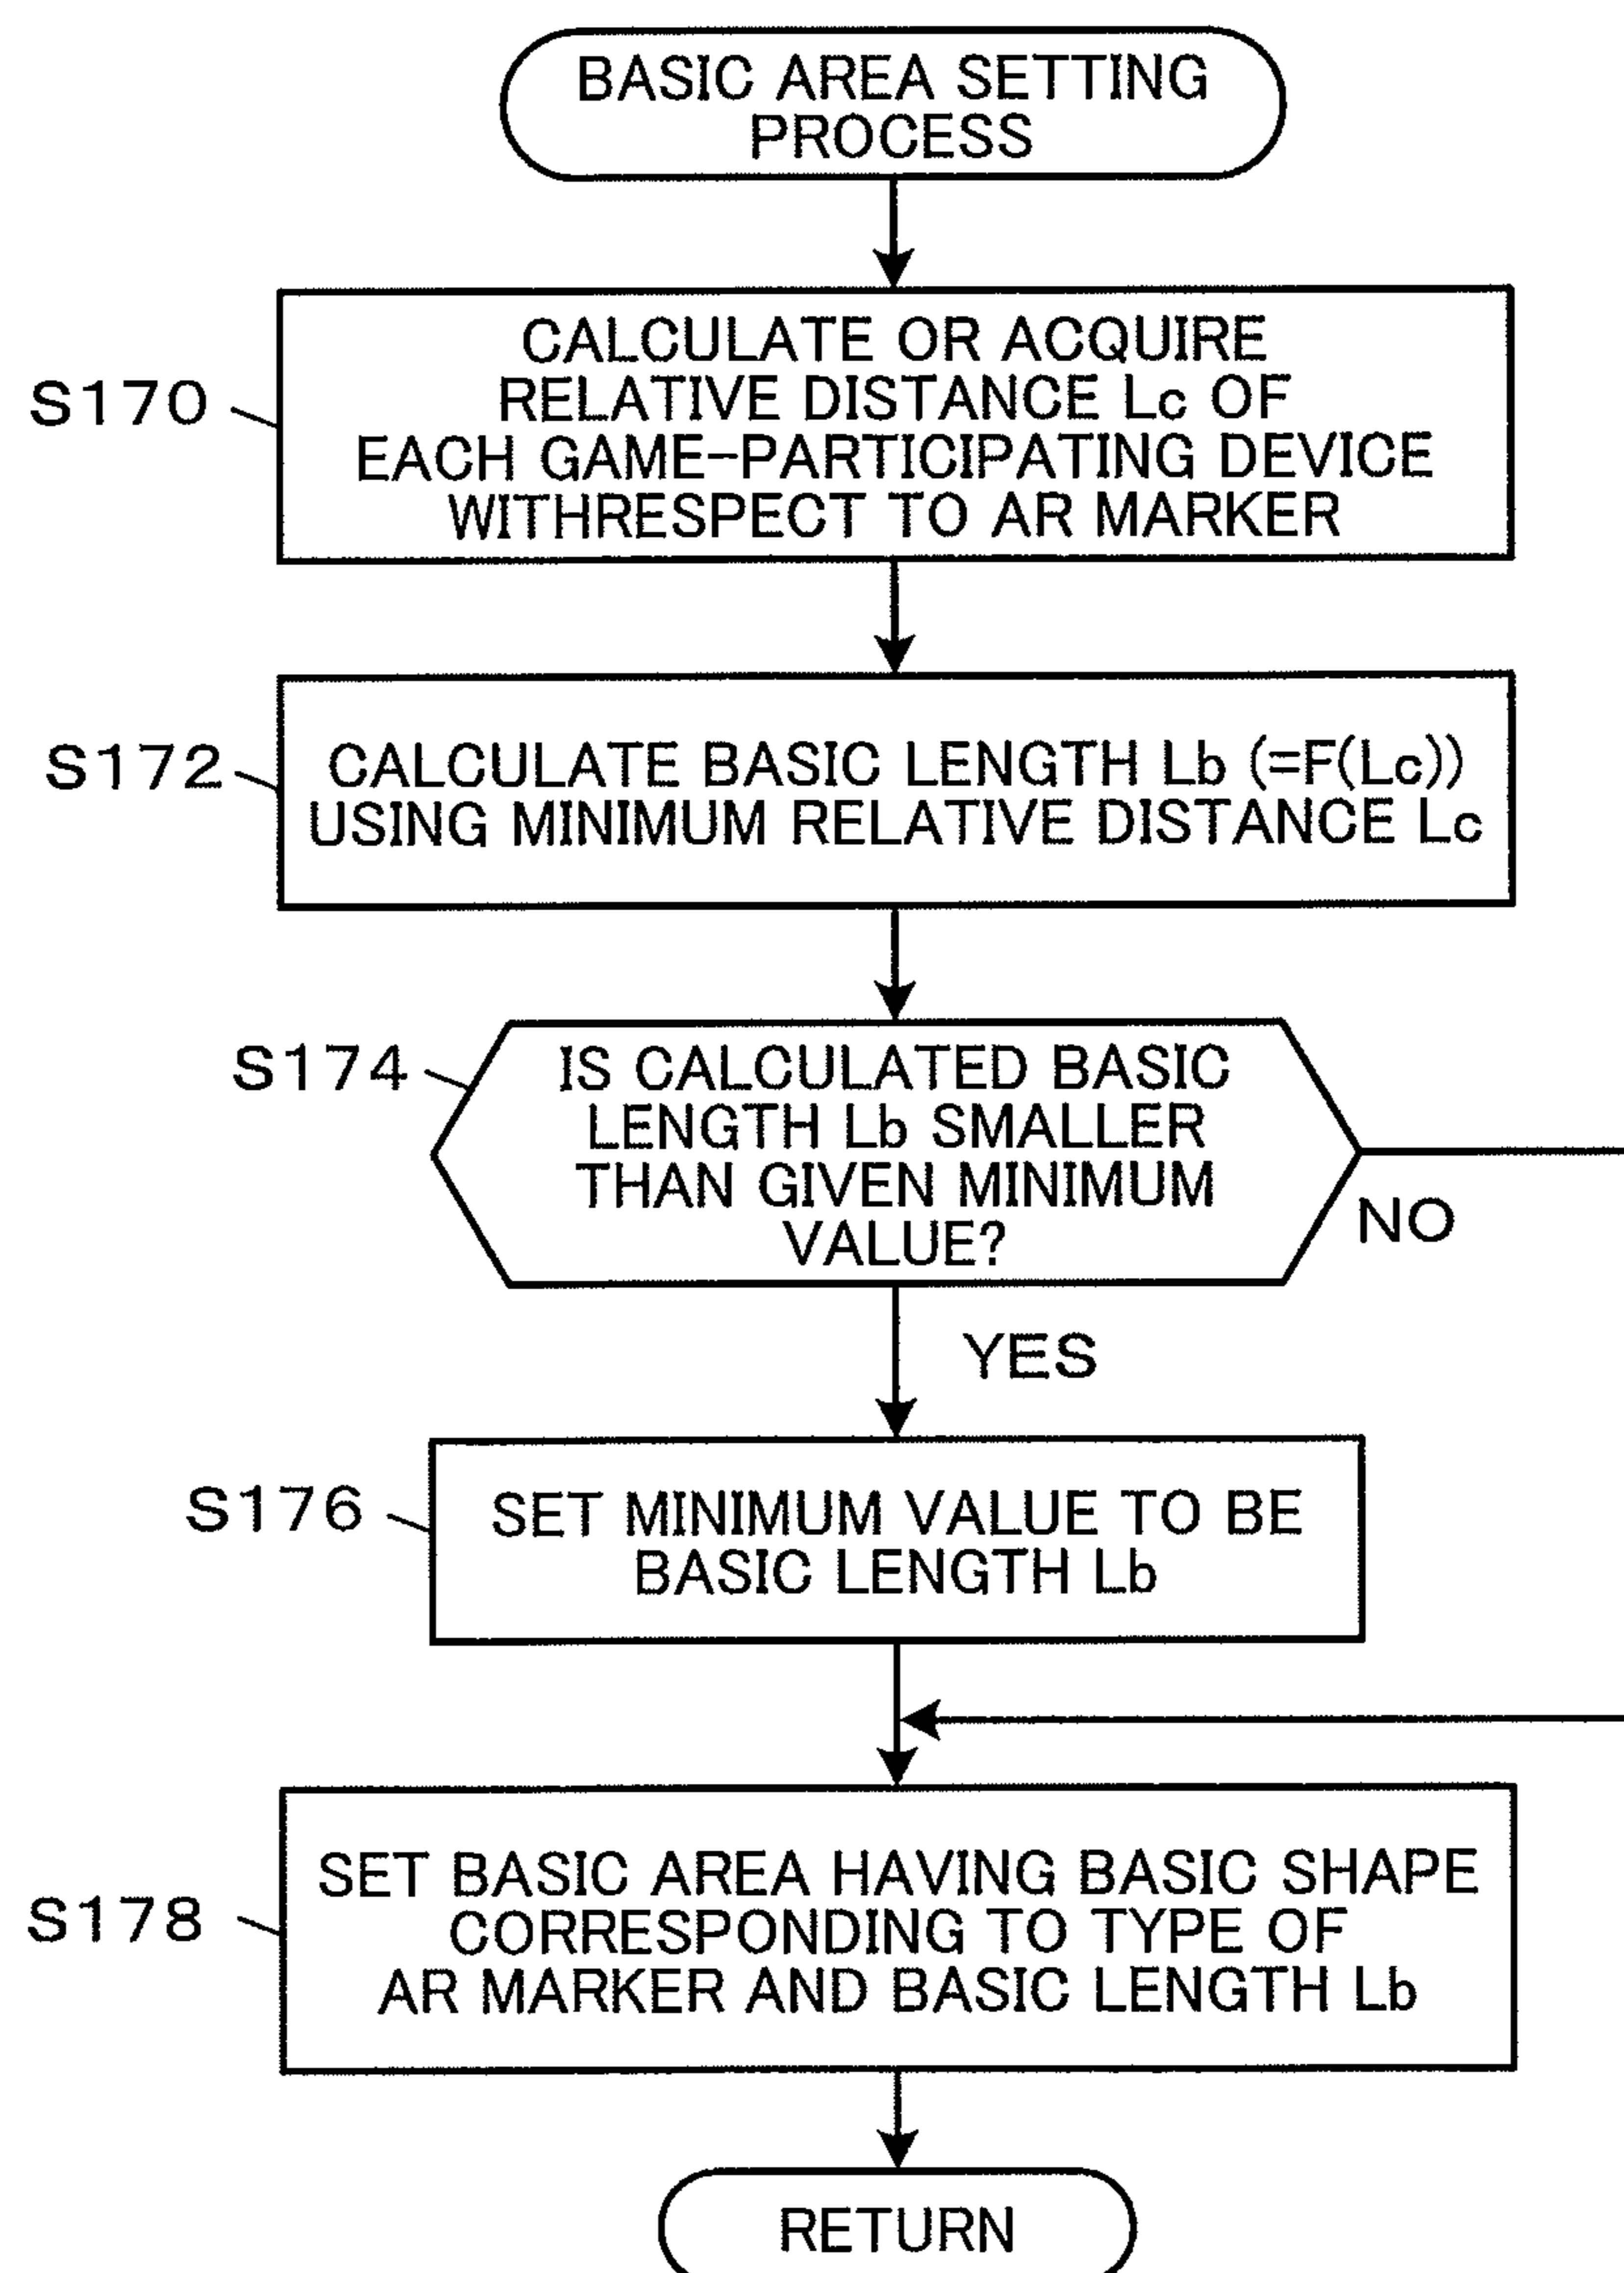 BASIC AREA SETTING
PROCESS
S170
CALCULATE OR ACQUIRE
RELATIVE DISTANCE Lc OF
EACH GAME-PARTICIPATING DEVICE
WITHRESPECT TO AR MARKER
S172
CALCULATE BASIC LENGTH Lb (=F(Lc))
USING MINIMUM RELATIVE DISTANCE Lc
S174
IS CALCULATED BASIC
LENGTH Lb SMALLER
THAN GIVEN MINIMUM
VALUE?
NO
YES
S176
SET MINIMUM VALUE TO BE
BASIC LENGTH Lb
S178
SET BASIC AREA HAVING BASIC SHAPE
CORRESPONDING TO TYPE OF
AR MARKER AND BASIC LENGTH Lb
RETURN